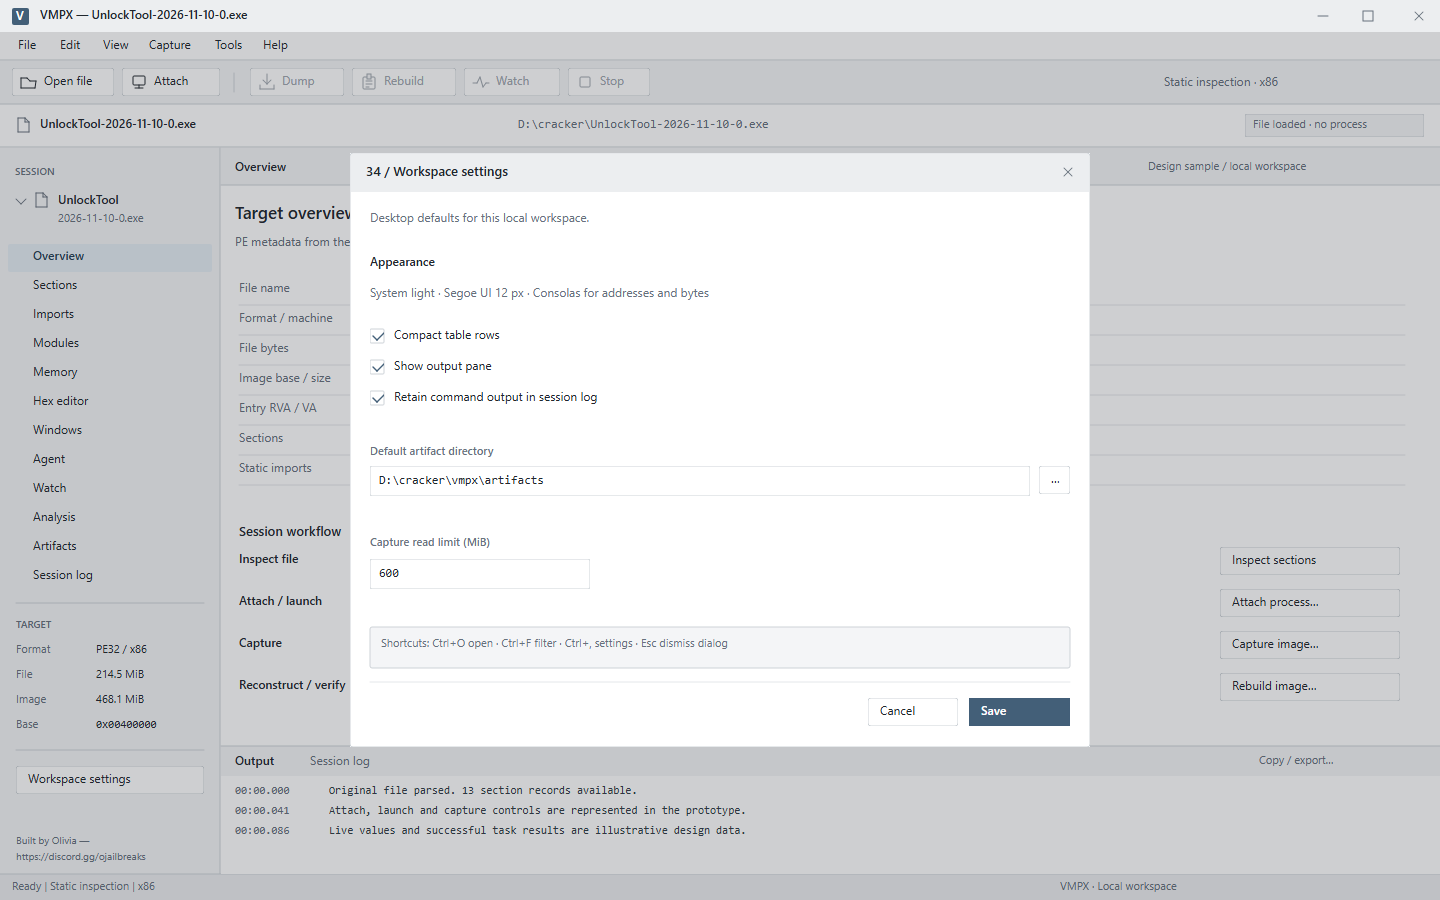 VMPX — UnlockTool-2026-11-10-0.exe
File Edit View Capture Tools Help
Open file Attach Dump Rebuild Watch Stop Static inspection · x86
UnlockTool-2026-11-10-0.exe D:\cracker\UnlockTool-2026-11-10-0.exe File loaded · no process
SESSION
UnlockTool
2026-11-10-0.exe
Overview
Sections
Imports
Modules
Memory
Hex editor
Windows
Agent
Watch
Analysis
Artifacts
Session log
TARGET
Format PE32 / x86
File 214.5 MiB
Image 468.1 MiB
Base 0x00400000
Workspace settings
Built by Olivia —
https://discord.gg/ojailbreaks
Overview Design sample / local workspace
Target overview
PE metadata from the
File name
Format / machine
File bytes
Image base / size
Entry RVA / VA
Sections
Static imports
Session workflow
Inspect file Inspect sections
Attach / launch Attach process...
Capture Capture image...
Reconstruct / verify Rebuild image...
34 / Workspace settings
Desktop defaults for this local workspace.
Appearance
System light · Segoe UI 12 px · Consolas for addresses and bytes
Compact table rows
Show output pane
Retain command output in session log
Default artifact directory
D:\cracker\vmpx\artifacts ...
Capture read limit (MiB)
600
Shortcuts: Ctrl+O open · Ctrl+F filter · Ctrl+, settings · Esc dismiss dialog
Cancel Save
Output Session log Copy / export...
00:00.000 Original file parsed. 13 section records available.
00:00.041 Attach, launch and capture controls are represented in the prototype.
00:00.086 Live values and successful task results are illustrative design data.
Ready | Static inspection | x86 VMPX · Local workspace